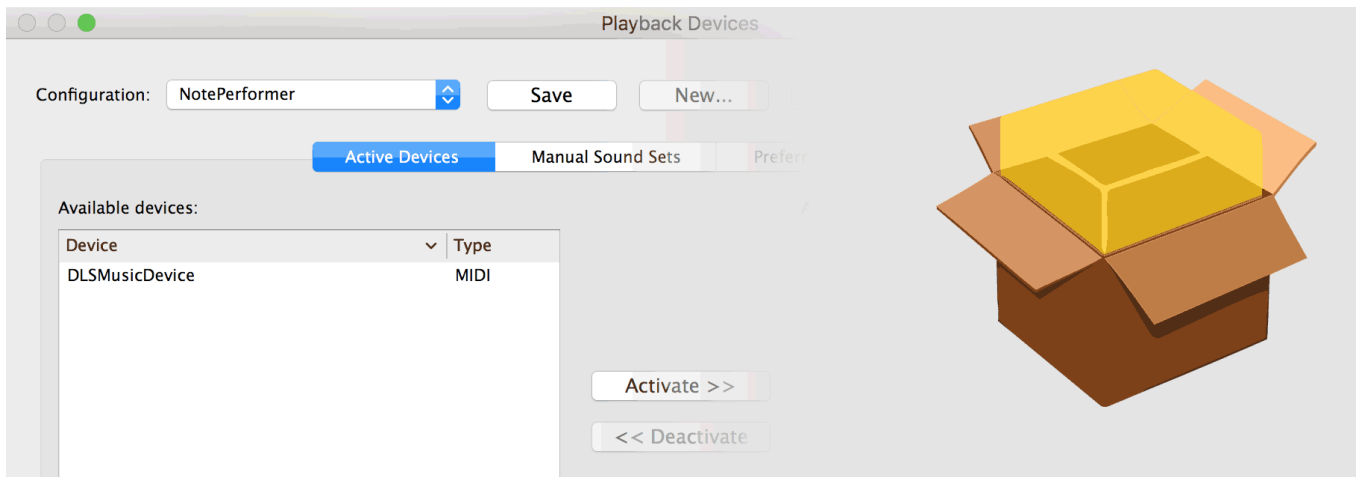 Playback Devices
Configuration: NotePerformer Save New...
Active Devices Manual Sound Sets Prefer
Available devices:
Device Type
DLSMusicDevice MIDI
Activate >>
<< Deactivate